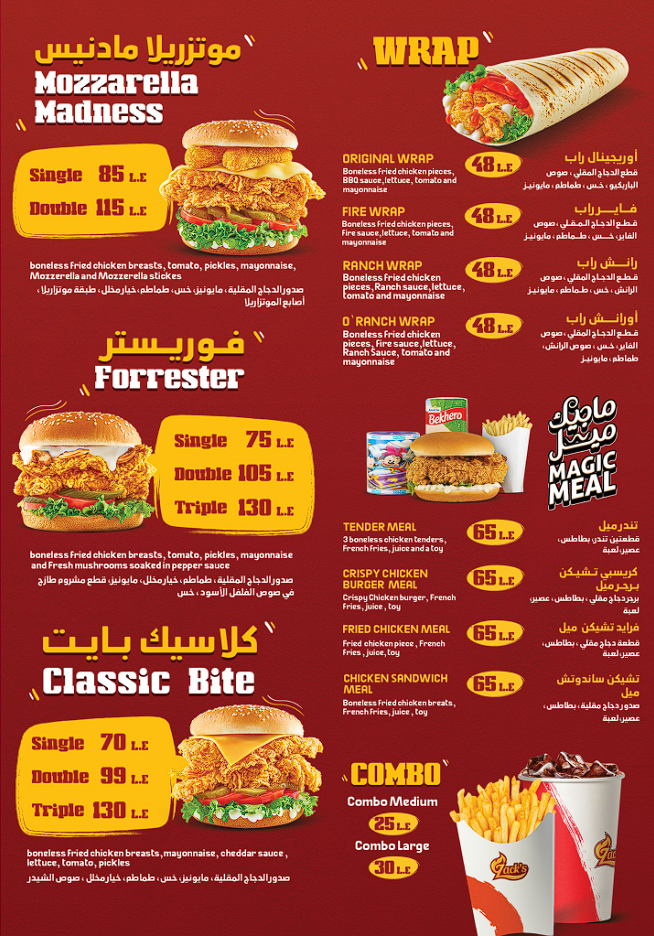 موتزريلا مادنيس
Mozzarella
Madness
Single 85 L.E
Double 115 L.E
boneless fried chicken breasts, tomato, pickles, mayonnaise,
Mozzerella and Mozzerella stickes
صدور الدجاج المقلية، مايونيز، خس، طماطم، خيار مخلل، طبقة موتزاريلا،
أصابع الموتزاريلا
فوريستر
Forrester
Single 75 L.E
Double 105 L.E
Triple 130 L.E
boneless fried chicken breasts, tomato, pickles, mayonnaise
and Fresh mushrooms soaked in pepper sauce
صدور الدجاج المقلية، طماطم، خيار مخلل، مايونيز، قطع مشروم طازج
في صوص الفلفل الأسود، خس
كلاسيك بايت
Classic Bite
Single 70 L.E
Double 99 L.E
Triple 130 L.E
boneless fried chicken breasts, mayonnaise, cheddar sauce,
lettuce, tomato, pickles
صدور الدجاج المقلية، مايونيز، خس، طماطم، خيار مخلل، صوص الشيدر
WRAP
ORIGINAL WRAP
Boneless fried chicken pieces,
BBQ sauce, lettuce, tomato and
mayonnaise
48 L.E
أوريجينال راب
قطع الدجاج المقلي، صوص
الباربكيو، خس، طماطم، مايونيز
FIRE WRAP
Boneless fried chicken pieces,
fire sauce, lettuce, tomato and
mayonnaise
48 L.E
فايـر راب
قطع الدجاج المقلي، صوص
الفاير، خس، طماطم، مايونيز
RANCH WRAP
Boneless fried chicken
pieces, Ranch sauce, lettuce,
tomato and mayonnaise
48 L.E
رانش راب
قطع الدجاج المقلي، صوص
الرانش، خس، طماطم، مايونيز
O`RANCH WRAP
Boneless fried chicken
pieces, Fire sauce, lettuce,
Ranch Sauce, tomato and
mayonnaise
48 L.E
أورانش راب
قطع الدجاج المقلي، صوص
الفاير، خس، صوص الرانش،
طماطم، مايونيز
Bekhero
ماجيك
ميل
MAGIC
MEAL
TENDER MEAL
3 boneless chicken tenders,
French fries, juice and a toy
65 L.E
تندر ميل
قطعتين تندر، بطاطس،
عصير، لعبة
CRISPY CHICKEN
BURGER MEAL
Crispy Chicken burger, French
fries, juice, toy
65 L.E
كريسبي تشيكن
برجر ميل
برجر دجاج مقلي، بطاطس، عصير،
لعبة
FRIED CHICKEN MEAL
Fried chicken piece, French
fries, juice, toy
65 L.E
فرايد تشيكن ميل
قطعة دجاج مقلي، بطاطس،
عصير، لعبة
CHICKEN SANDWICH
MEAL
Boneless fried chicken breats,
French fries, juice, toy
65 L.E
تشيكن ساندوتش
ميل
صدور دجاج مقلية، بطاطس،
عصير، لعبة
COMBO
Combo Medium
25 L.E
Combo Large
30 L.E
Zack's